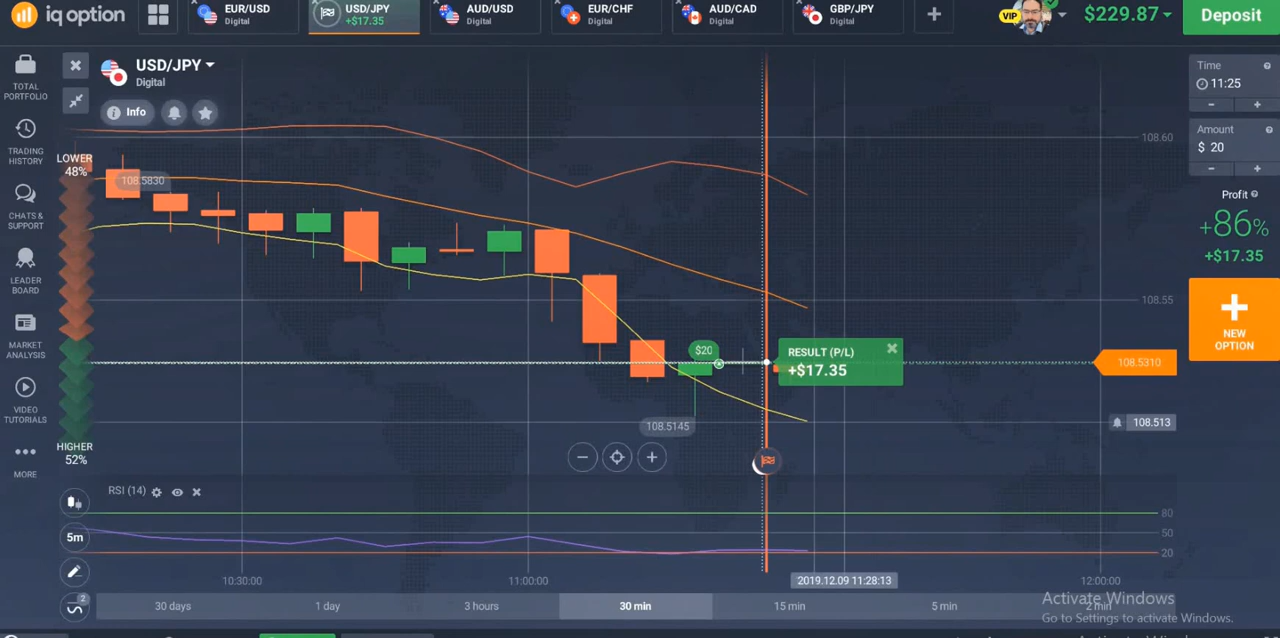 iq option
EUR/USD
Digital
USD/JPY
+$17.35
AUD/USD
Digital
EUR/CHF
Digital
AUD/CAD
Digital
GBP/JPY
Digital
VIP
$229.87
Deposit
TOTAL
PORTFOLIO
TRADING
HISTORY
CHATS &
SUPPORT
LEADER
BOARD
MARKET
ANALYSIS
VIDEO
TUTORIALS
MORE
USD/JPY
Digital
Info
LOWER
48%
108.5830
HIGHER
52%
$20
RESULT (P/L)
+$17.35
108.5145
108.60
108.55
108.5310
108.513
Time
11:25
Amount
$ 20
Profit
+86%
+$17.35
NEW
OPTION
RSI (14)
80
50
20
5m
2
10:30:00
11:00:00
2019.12.09 11:28:13
12:00:00
30 days
1 day
3 hours
30 min
15 min
5 min
2 min
Activate Windows
Go to Settings to activate Windows.